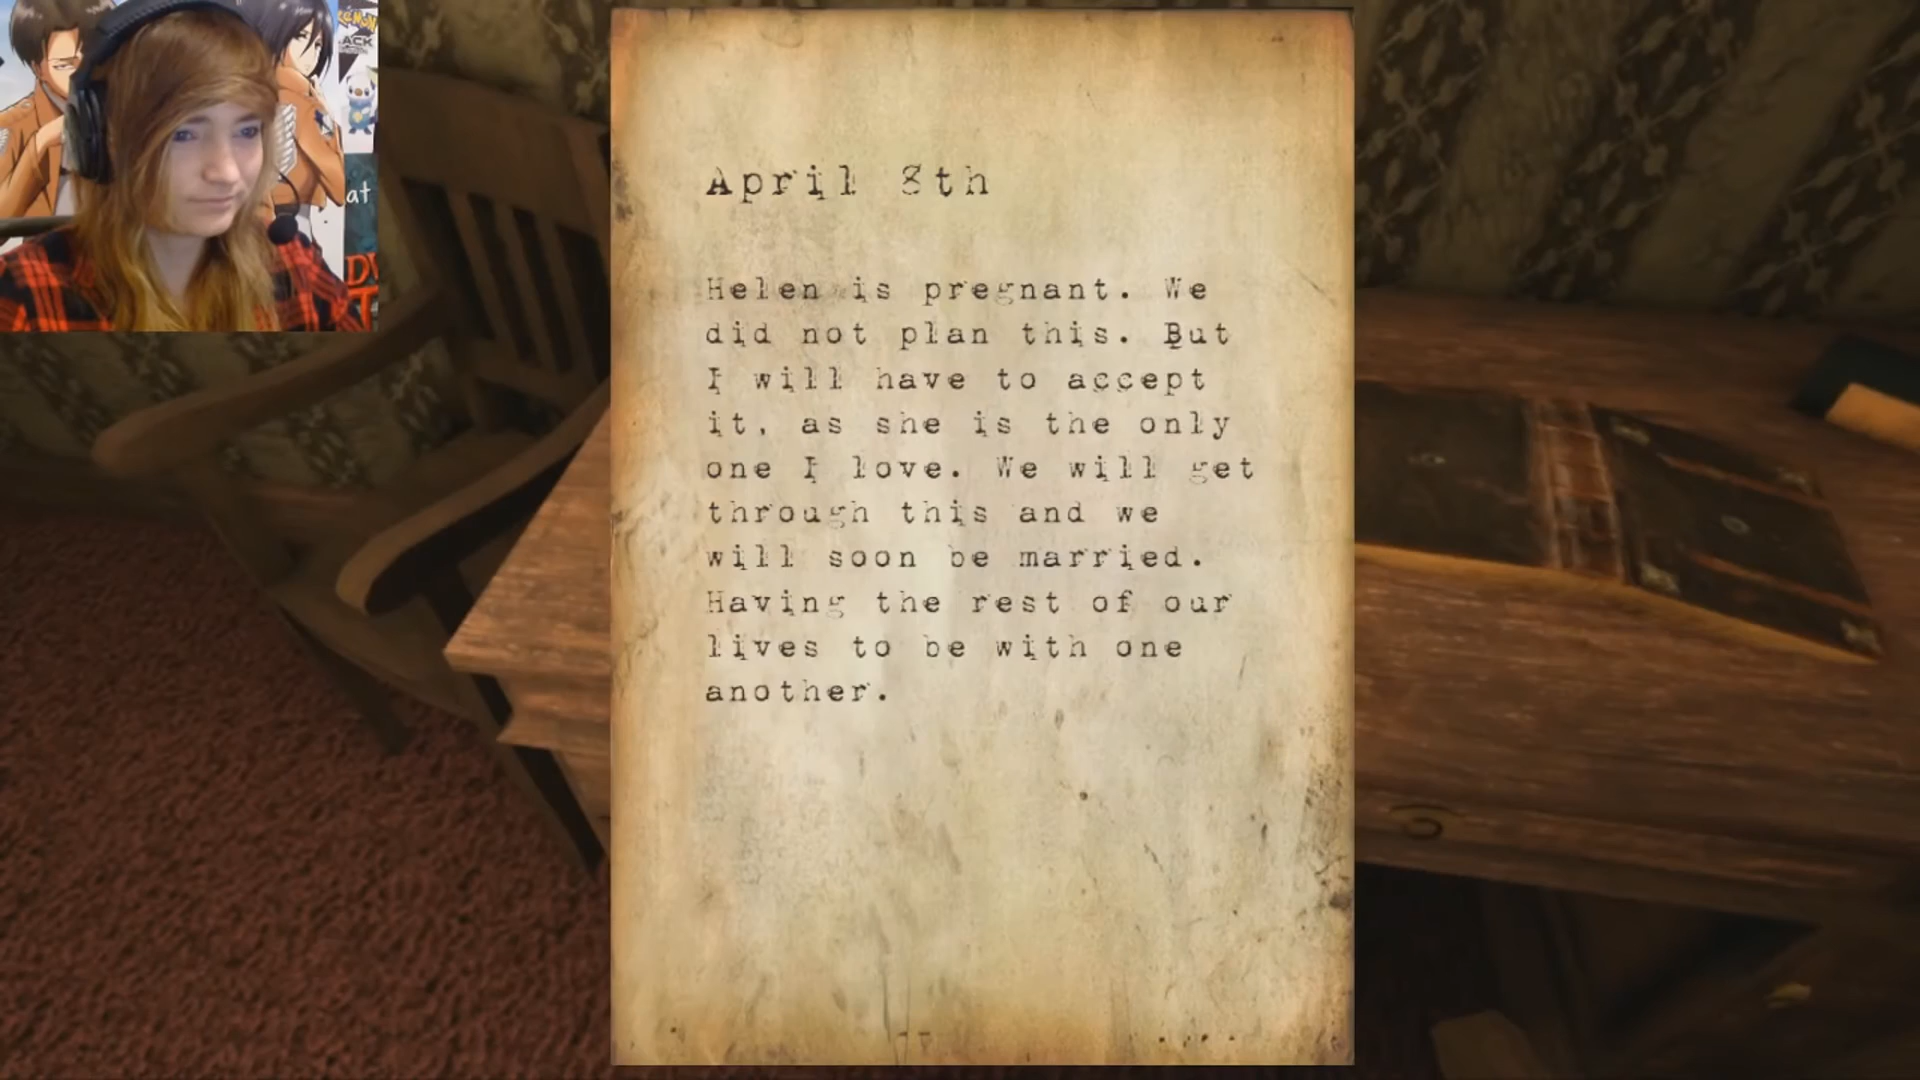 April 8th
Helen is pregnant. We
did not plan this. But
I will have to accept
it, as she is the only
one I love. We will get
through this and we
will soon be married.
Having the rest of our
lives to be with one
another.
at